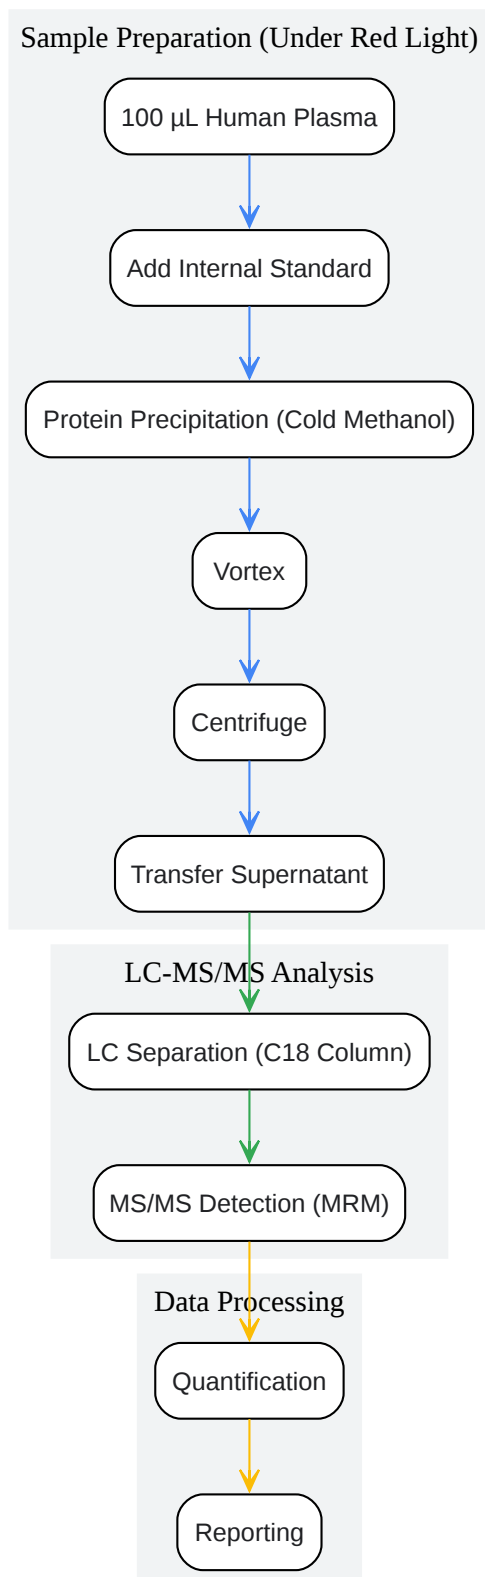 Sample Preparation (Under Red Light)
100 µL Human Plasma
Add Internal Standard
Protein Precipitation (Cold Methanol)
Vortex
Centrifuge
Transfer Supernatant
LC-MS/MS Analysis
LC Separation (C18 Column)
MS/MS Detection (MRM)
Data Processing
Quantification
Reporting